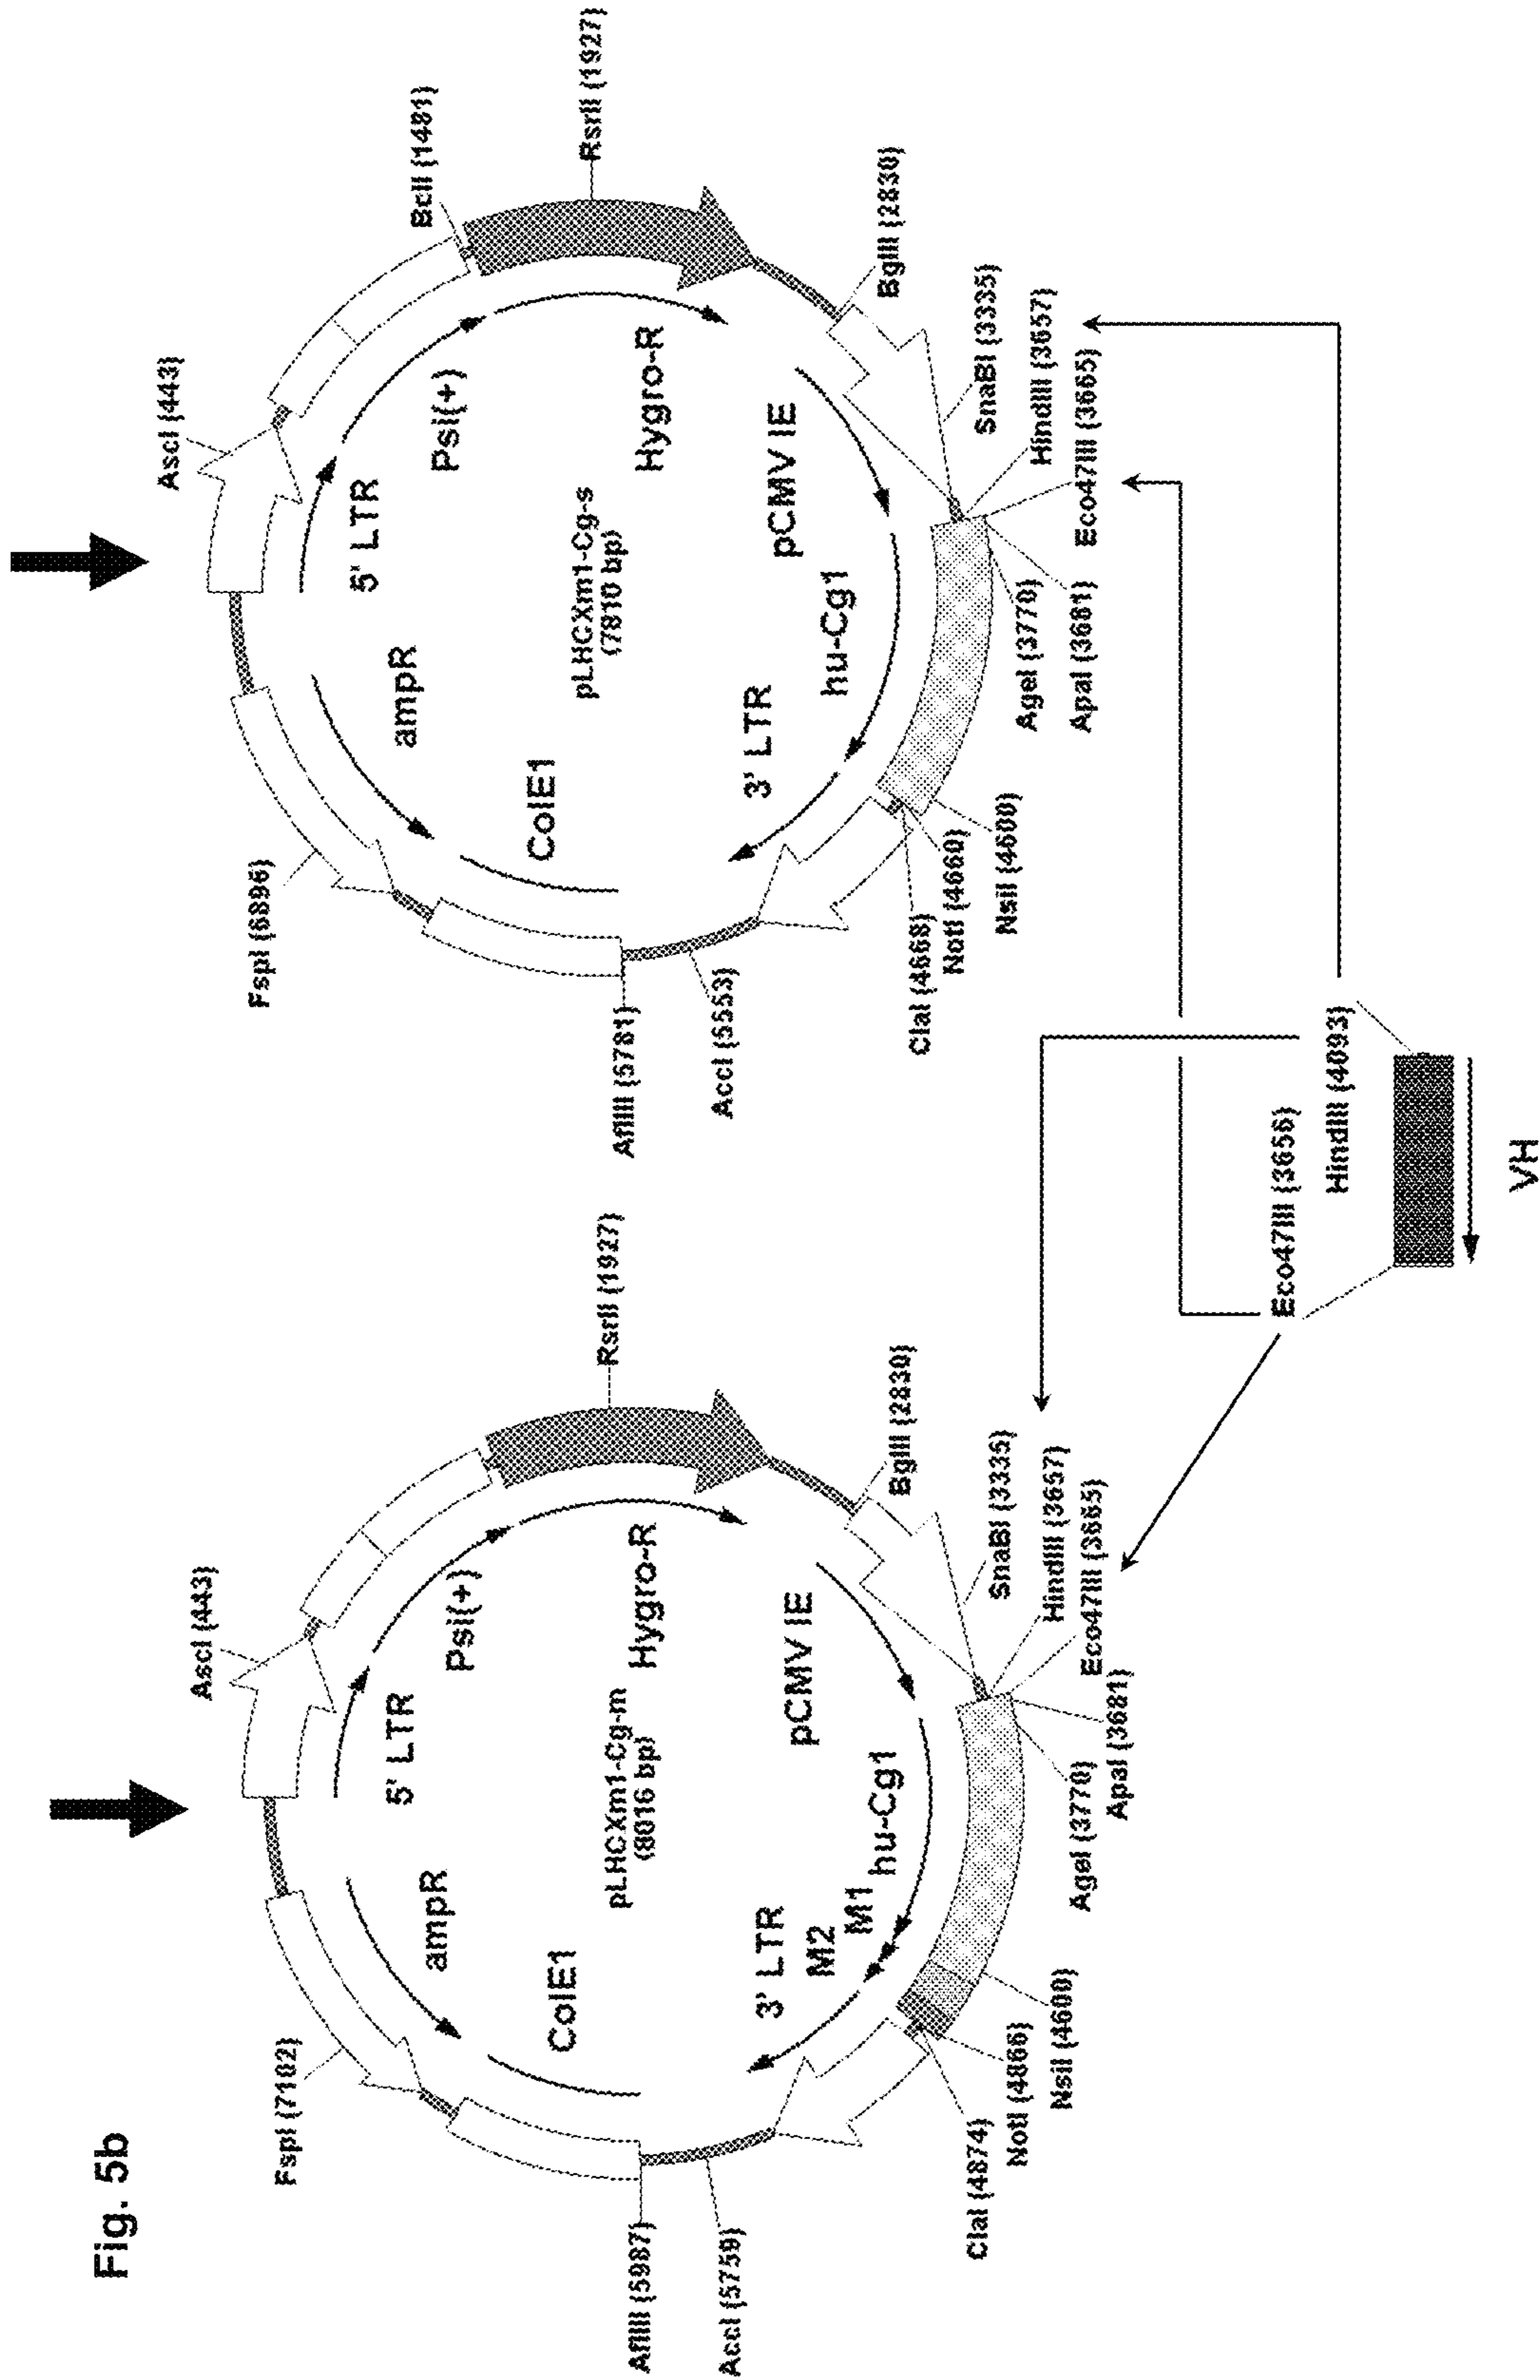 Fig. 5b
AscI (443)
5' LTR
Psi(+)
RsrII (1927)
Hygro-R
BglII (2830)
pCMV IE
SnaBI (3335)
HindIII (3657)
Eco47III (3665)
ApaI (3681)
AgeI (3770)
hu-Cg1
M1
M2
NsiI (4600)
NotI (4866)
ClaI (4874)
3' LTR
AccI (5759)
AflIII (5987)
ColE1
FspI (7102)
ampR
pLHCXm1-Cg-m
(8016 bp)
AscI (443)
5' LTR
Psi(+)
BclI (1481)
RsrII (1927)
Hygro-R
BglII (2830)
pCMV IE
SnaBI (3335)
HindIII (3657)
Eco47III (3665)
ApaI (3681)
AgeI (3770)
hu-Cg1
NsiI (4600)
NotI (4660)
ClaI (4668)
3' LTR
AccI (5553)
AflIII (5781)
ColE1
FspI (6896)
ampR
pLHCXm1-Cg-s
(7810 bp)
Eco47III (3656)
HindIII (4093)
VH